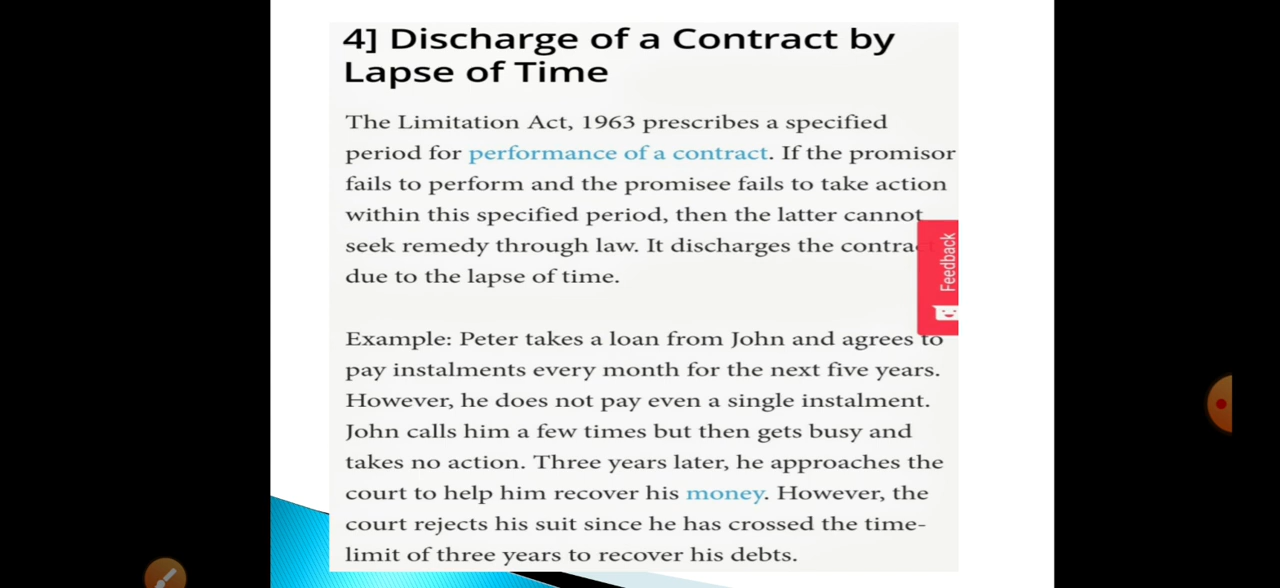 4] Discharge of a Contract by
Lapse of Time
The Limitation Act, 1963 prescribes a specified
period for performance of a contract. If the promisor
fails to perform and the promisee fails to take action
within this specified period, then the latter cannot
seek remedy through law. It discharges the contract
due to the lapse of time.
Feedback
Example: Peter takes a loan from John and agrees to
pay instalments every month for the next five years.
However, he does not pay even a single instalment.
John calls him a few times but then gets busy and
takes no action. Three years later, he approaches the
court to help him recover his money. However, the
court rejects his suit since he has crossed the time-
limit of three years to recover his debts.